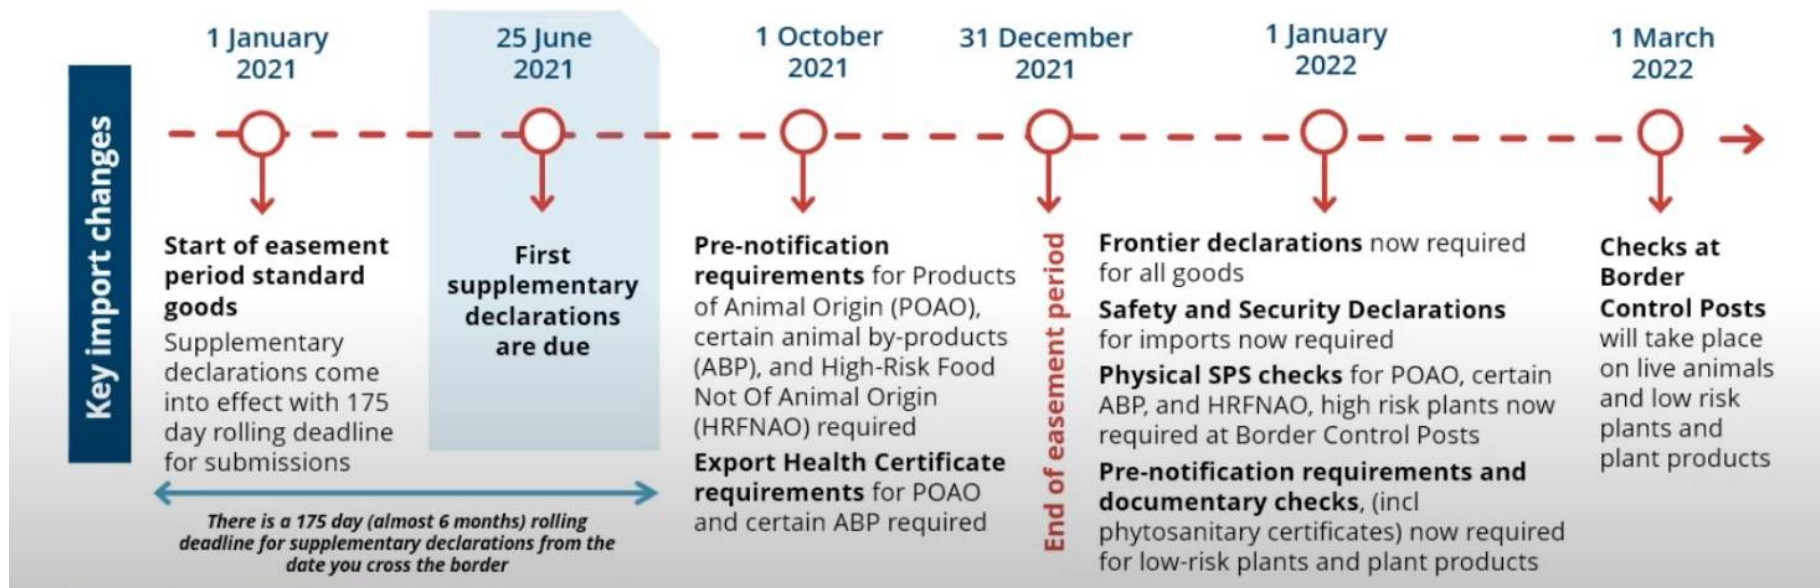 Key import changes
1 January
2021
Start of easement
period standard
goods
Supplementary
declarations come
into effect with 175
day rolling deadline
for submissions
25 June
2021
First
supplementary
declarations
are due
There is a 175 day (almost 6 months) rolling
deadline for supplementary declarations from the
date you cross the border
1 October
2021
Pre-notification
requirements for Products
of Animal Origin (POAO),
certain animal by-products
(ABP), and High-Risk Food
Not Of Animal Origin
(HRFNAO) required
Export Health Certificate
requirements for POAO
and certain ABP required
31 December
2021
End of easement period
1 January
2022
Frontier declarations now required
for all goods
Safety and Security Declarations
for imports now required
Physical SPS checks for POAO, certain
ABP, and HRFNAO, high risk plants now
required at Border Control Posts
Pre-notification requirements and
documentary checks, (incl
phytosanitary certificates) now required
for low-risk plants and plant products
1 March
2022
Checks at
Border
Control Posts
will take place
on live animals
and low risk
plants and
plant products